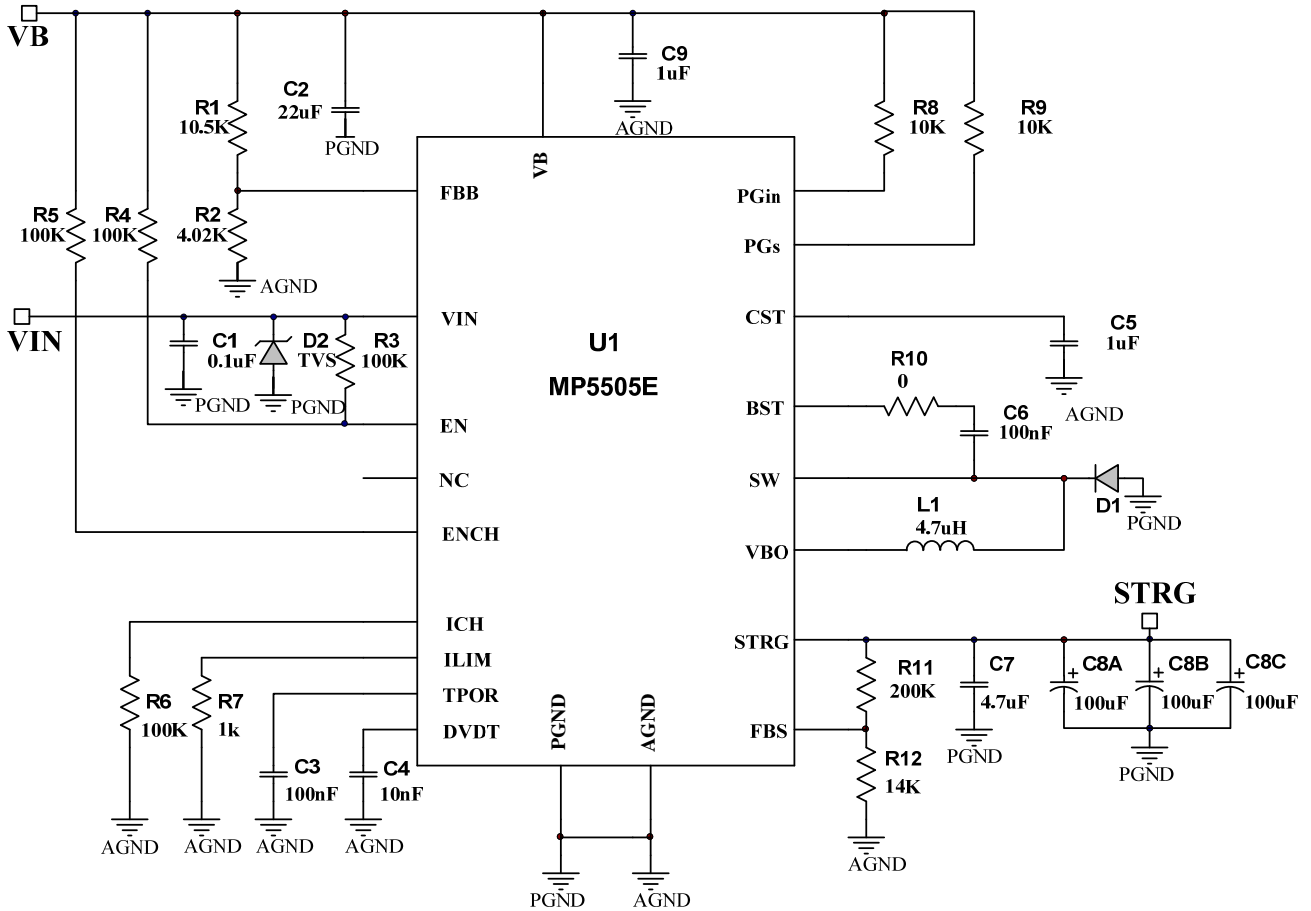 VB
C9
1uF
AGND
C2
22uF
PGND
R1
10.5K
R8
10K
R9
10K
VB
FBB
PGin
R5
100K
R4
100K
R2
4.02K
AGND
PGs
VIN
VIN
C1
0.1uF
PGND
D2
TVS
PGND
R3
100K
U1
MP5505E
CST
C5
1uF
AGND
R10
0
BST
C6
100nF
EN
NC
SW
D1
PGND
ENCH
L1
4.7uH
VBO
STRG
ICH
STRG
ILIM
TPOR
DVDT
R6
100K
R7
1k
R11
200K
C7
4.7uF
PGND
+
C8A
100uF
+
C8B
100uF
+
C8C
100uF
PGND
FBS
PGND
AGND
R12
14K
C3
100nF
C4
10nF
AGND
AGND
AGND
AGND
AGND
PGND
AGND